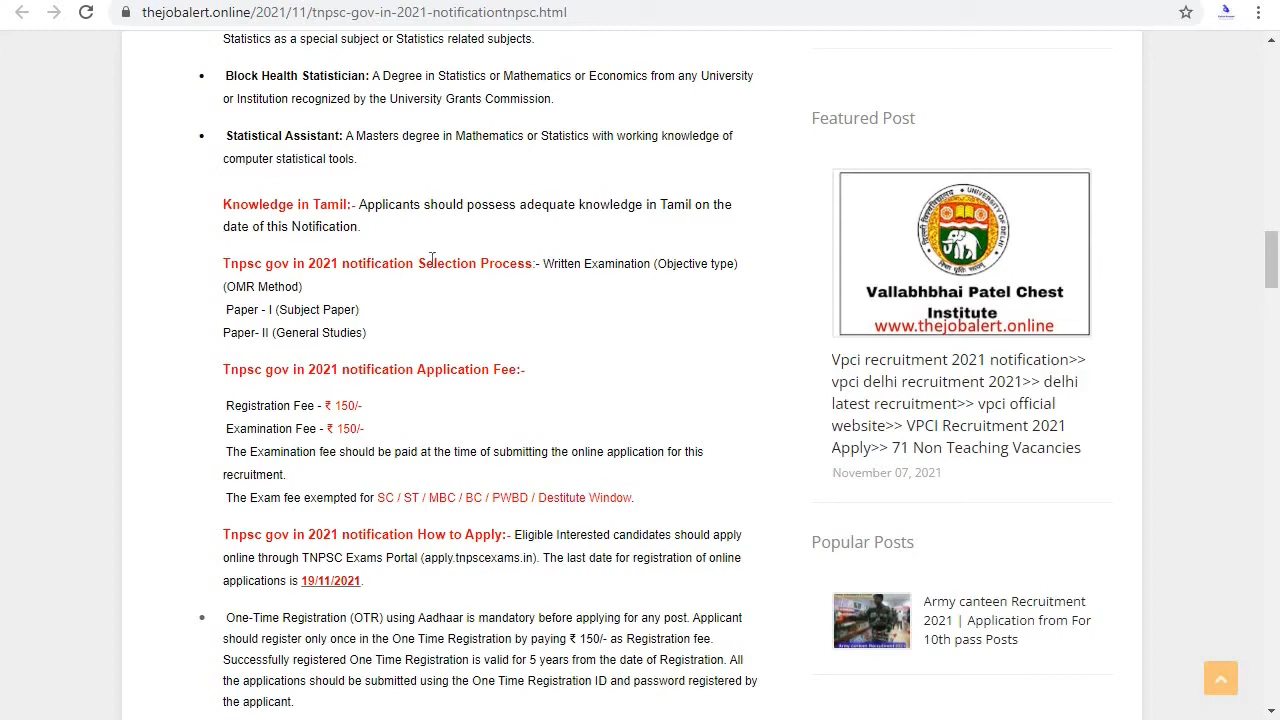 thejobalert.online/2021/11/tnpsc-gov-in-2021-notificationtnpsc.html
Statistics as a special subject or Statistics related subjects.
• Block Health Statistician: A Degree in Statistics or Mathematics or Economics from any University
or Institution recognized by the University Grants Commission.
• Statistical Assistant: A Masters degree in Mathematics or Statistics with working knowledge of
computer statistical tools.
Knowledge in Tamil:- Applicants should possess adequate knowledge in Tamil on the
date of this Notification.
Tnpsc gov in 2021 notification Selection Process:- Written Examination (Objective type)
(OMR Method)
Paper - I (Subject Paper)
Paper- II (General Studies)
Tnpsc gov in 2021 notification Application Fee:-
Registration Fee - ₹ 150/-
Examination Fee - ₹ 150/-
The Examination fee should be paid at the time of submitting the online application for this
recruitment.
The Exam fee exempted for SC / ST / MBC / BC / PWBD / Destitute Window.
Tnpsc gov in 2021 notification How to Apply:- Eligible Interested candidates should apply
online through TNPSC Exams Portal (apply.tnpscexams.in). The last date for registration of online
applications is 19/11/2021.
• One-Time Registration (OTR) using Aadhaar is mandatory before applying for any post. Applicant
should register only once in the One Time Registration by paying ₹ 150/- as Registration fee.
Successfully registered One Time Registration is valid for 5 years from the date of Registration. All
the applications should be submitted using the One Time Registration ID and password registered by
the applicant.
Featured Post
UNIVERSITY OF DELHI
Vallabhbhai Patel Chest
Institute
www.thejobalert.online
Vpci recruitment 2021 notification>>
vpci delhi recruitment 2021>> delhi
latest recruitment>> vpci official
website>> VPCI Recruitment 2021
Apply>> 71 Non Teaching Vacancies
November 07, 2021
Popular Posts
Army canteen Recruitment 2021
Army canteen Recruitment
2021 | Application from For
10th pass Posts